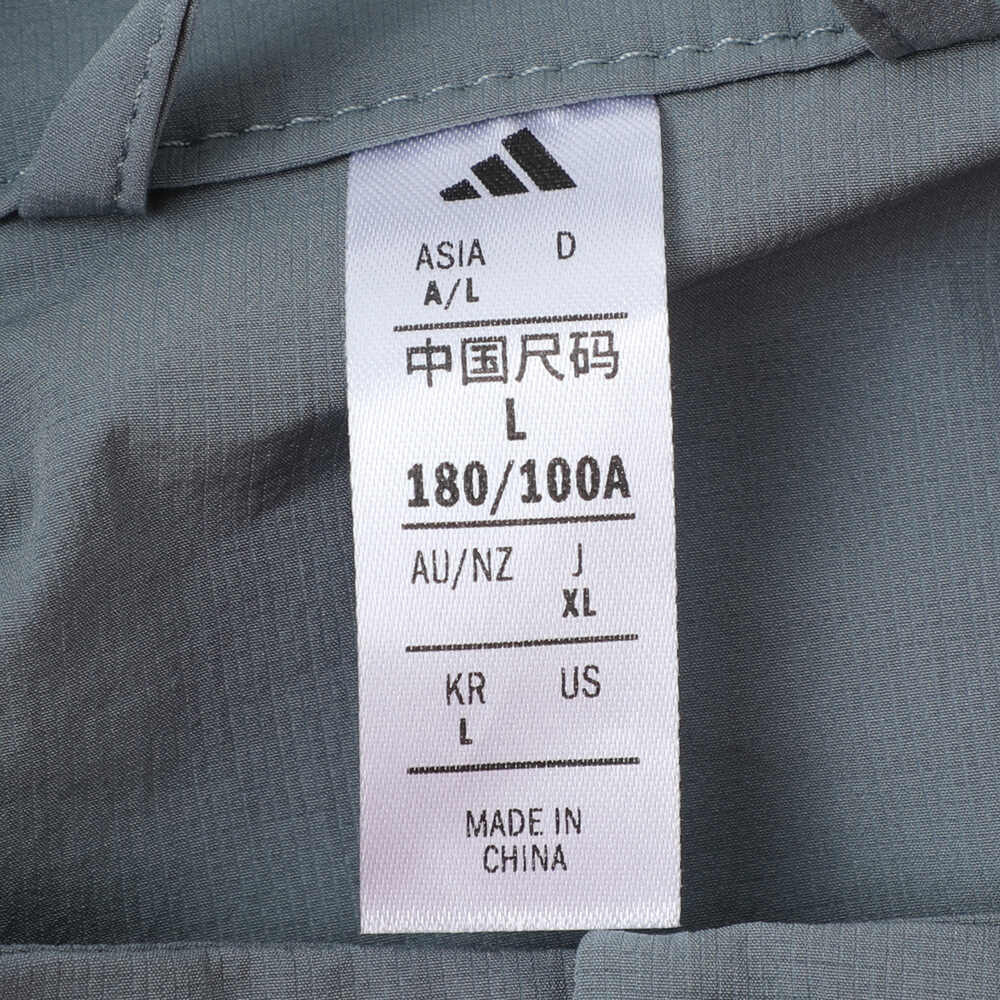 ASIA D
A/L
中国尺码
L
180/100A
AU/NZ J
XL
KR US
L
MADE IN
CHINA